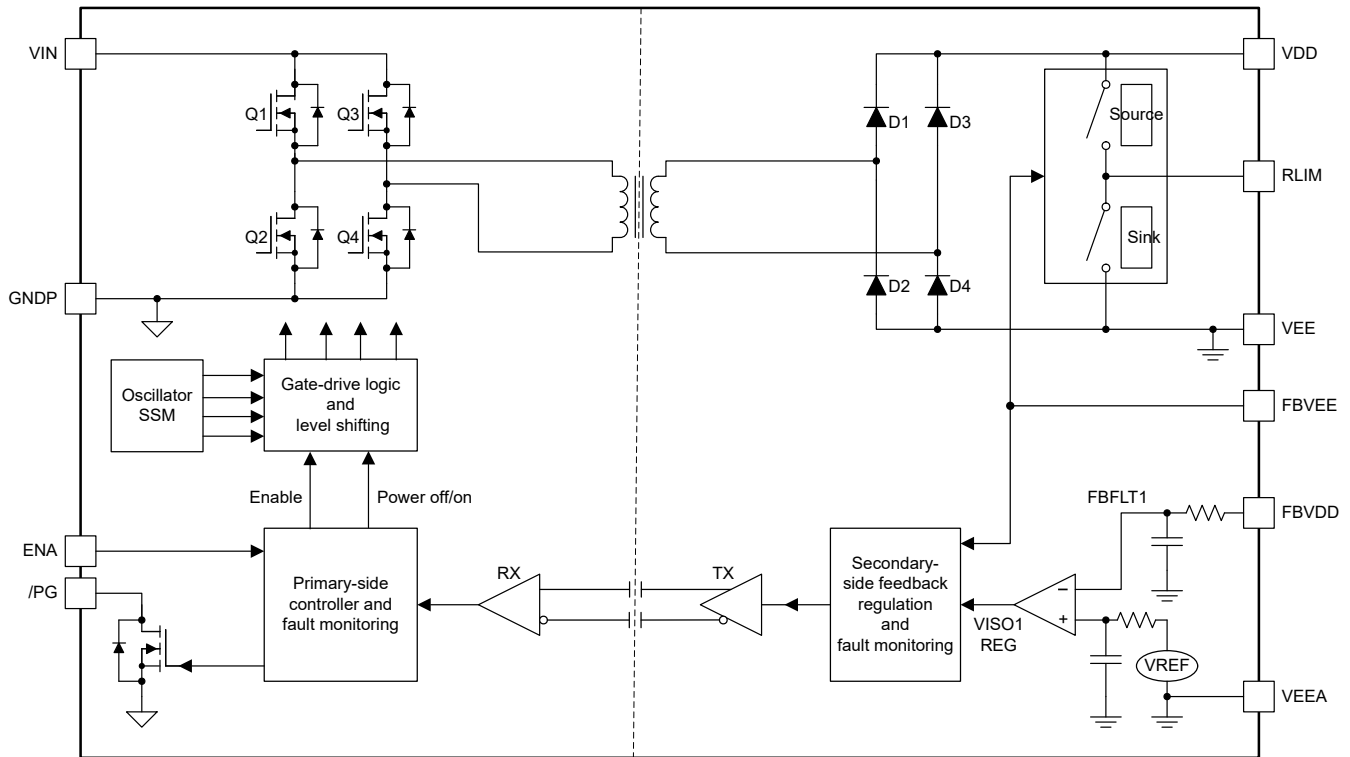 VIN
VDD
Q1
Q3
D1
D3
Source
RLIM
Q2
Q4
Sink
GNDP
D2
D4
VEE
Oscillator
SSM
Gate-drive logic
and
level shifting
FBVEE
Enable
Power off/on
FBFLT1
FBVDD
ENA
/PG
Primary-side
controller and
fault monitoring
RX
TX
Secondary-
side feedback
regulation
and
fault monitoring
VISO1
REG
−
+
VREF
VEEA